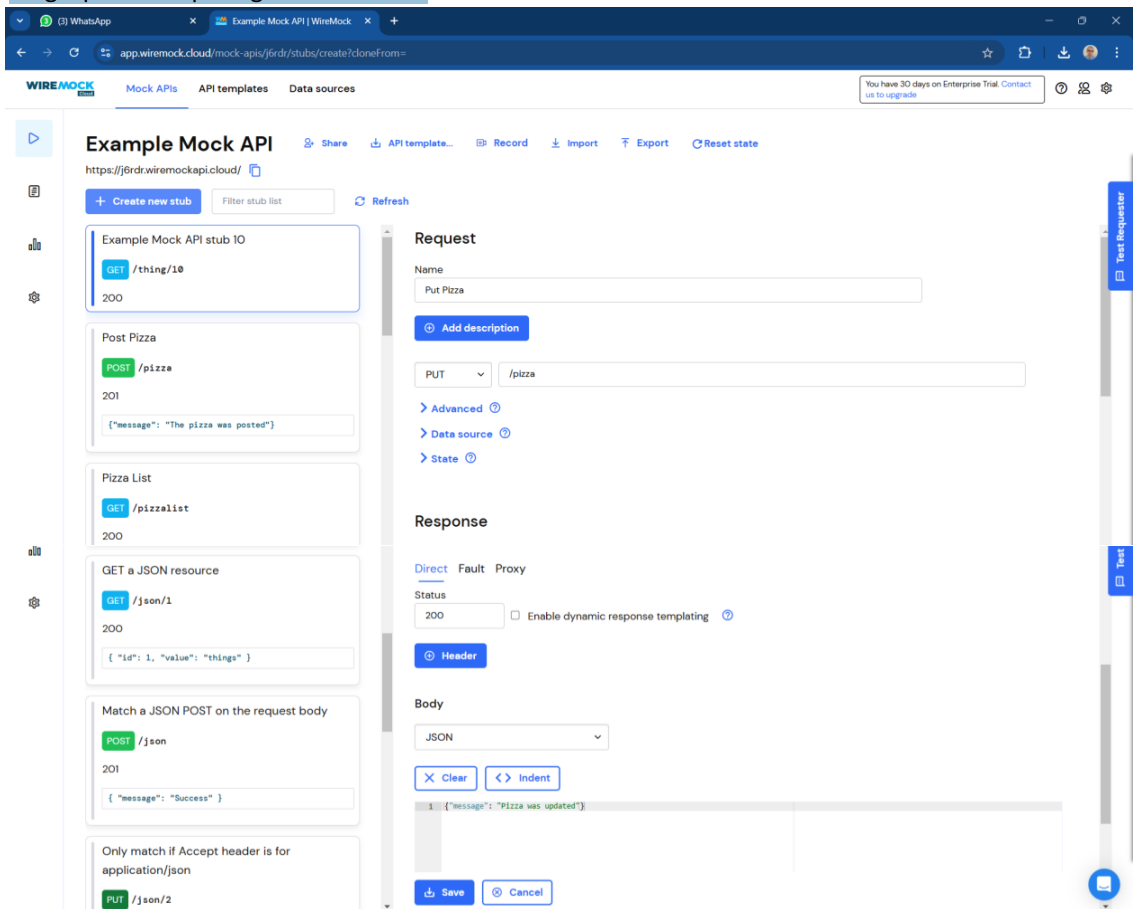 (3) WhatsApp
Example Mock API | WireMock
app.wiremock.cloud/mock-apis/j6rdr/stubs/create?cloneFrom=
WIREMOCK Cloud
Mock APIs API templates Data sources
You have 30 days on Enterprise Trial. Contact
us to upgrade
Example Mock API
Share API template... Record Import Export Reset state
https://j6rdr.wiremockapi.cloud/
+ Create new stub Filter stub list Refresh
Example Mock API stub 10
GET /thing/10
200
Post Pizza
POST /pizza
201
{"message": "The pizza was posted"}
Pizza List
GET /pizzalist
200
GET a JSON resource
GET /json/1
200
{ "id": 1, "value": "things" }
Match a JSON POST on the request body
POST /json
201
{ "message": "Success" }
Only match if Accept header is for
application/json
PUT /json/2
Request
Name
Put Pizza
Add description
PUT /pizza
Advanced
Data source
State
Response
Direct Fault Proxy
Status
200 Enable dynamic response templating
Header
Body
JSON
Clear <> Indent
1 {"message": "Pizza was updated"}
Save Cancel
Test Requester
Test